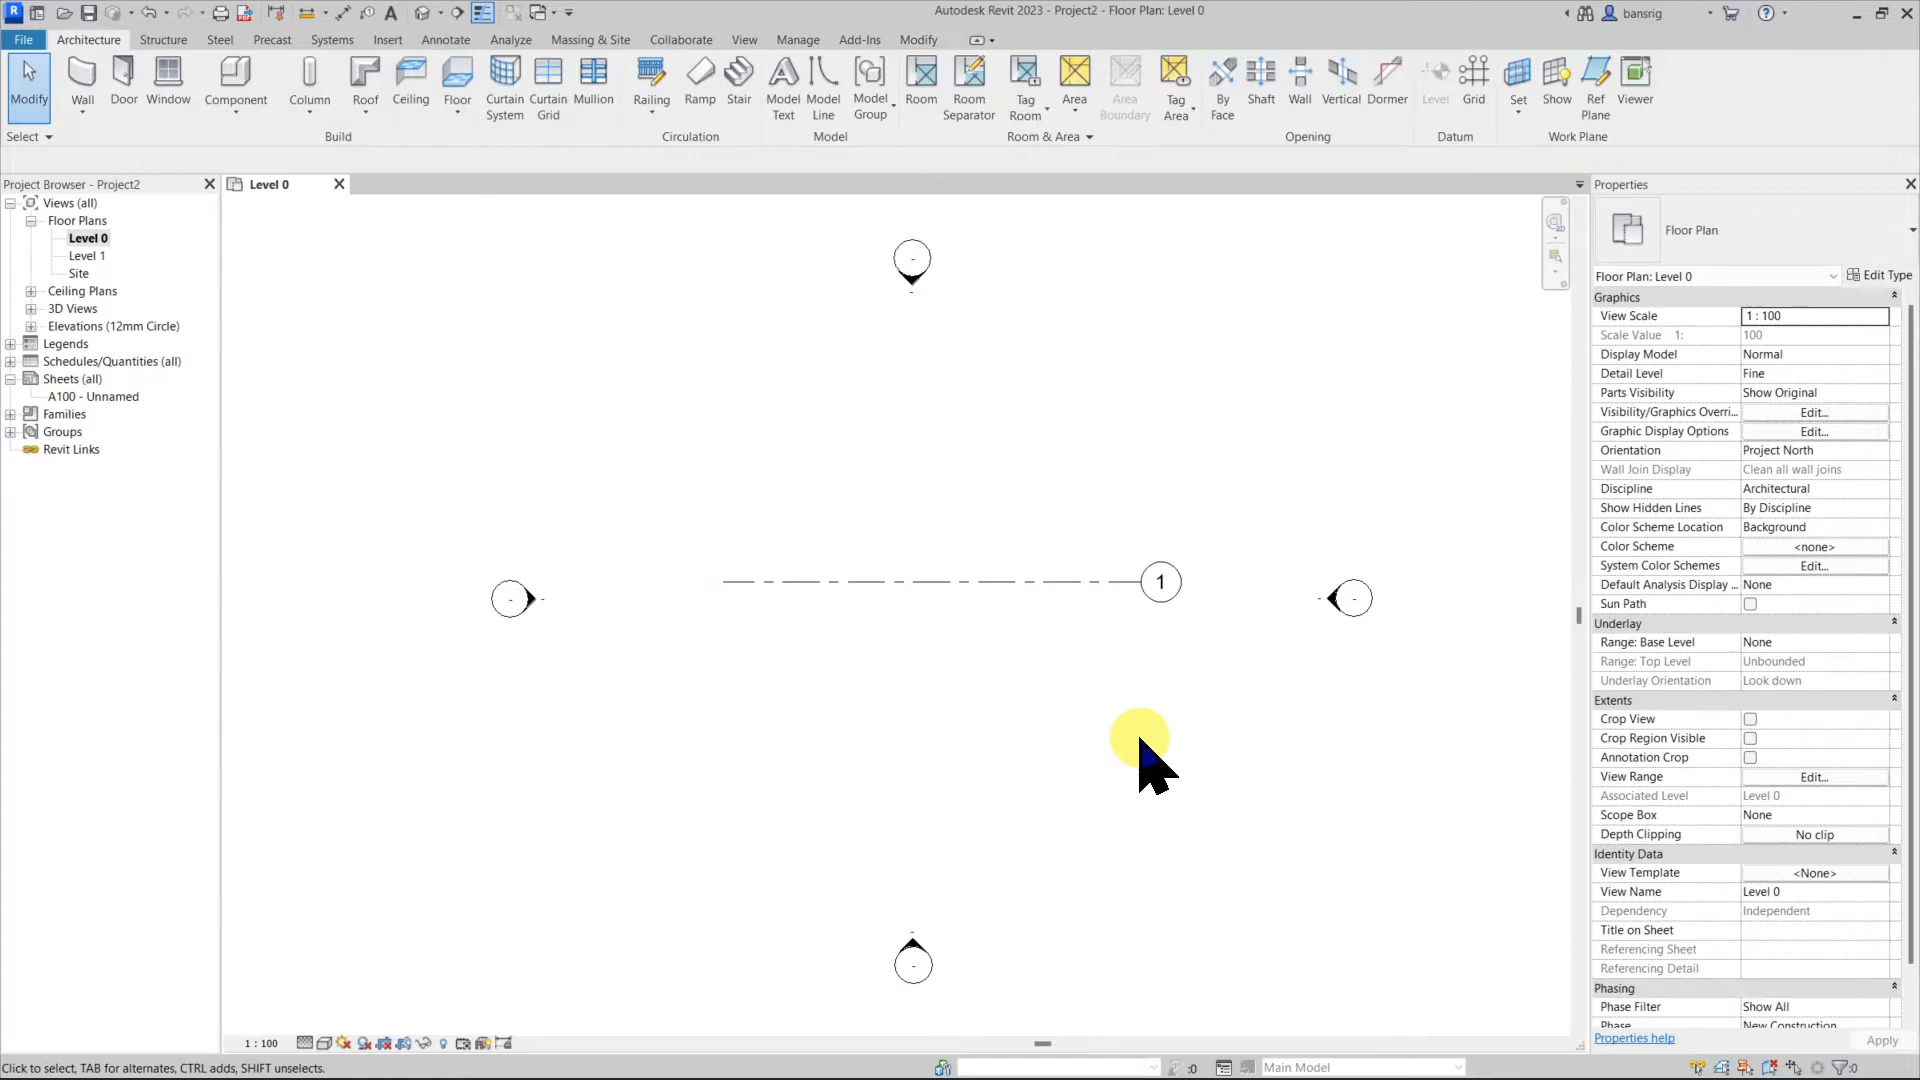 Autodesk Revit 2023 - Project2 - Floor Plan: Level 0
bansrig
File Architecture Structure Steel Precast Systems Insert Annotate Analyze Massing & Site Collaborate View Manage Add-Ins Modify
Modify Wall Door Window Component Column Roof Ceiling Floor Curtain System Curtain Grid Mullion Railing Ramp Stair Model Text Model Line Model Group Room Room Separator Tag Room Area Area Boundary Tag Area By Face Shaft Wall Vertical Dormer Level Grid Set Show Ref Plane Viewer
Select Build Circulation Model Room & Area Opening Datum Work Plane
Project Browser - Project2
Views (all)
Floor Plans
Level 0
Level 1
Site
Ceiling Plans
3D Views
Elevations (12mm Circle)
Legends
Schedules/Quantities (all)
Sheets (all)
A100 - Unnamed
Families
Groups
Revit Links
Level 0
1
Properties
Floor Plan
Floor Plan: Level 0 Edit Type
Graphics
View Scale 1 : 100
Scale Value 1: 100
Display Model Normal
Detail Level Fine
Parts Visibility Show Original
Visibility/Graphics Overri... Edit...
Graphic Display Options Edit...
Orientation Project North
Wall Join Display Clean all wall joins
Discipline Architectural
Show Hidden Lines By Discipline
Color Scheme Location Background
Color Scheme <none>
System Color Schemes Edit...
Default Analysis Display ... None
Sun Path
Underlay
Range: Base Level None
Range: Top Level Unbounded
Underlay Orientation Look down
Extents
Crop View
Crop Region Visible
Annotation Crop
View Range Edit...
Associated Level Level 0
Scope Box None
Depth Clipping No clip
Identity Data
View Template <None>
View Name Level 0
Dependency Independent
Title on Sheet
Referencing Sheet
Referencing Detail
Phasing
Phase Filter Show All
Phase New Construction
Properties help Apply
1 : 100
Click to select, TAB for alternates, CTRL adds, SHIFT unselects.
:0
Main Model
:0